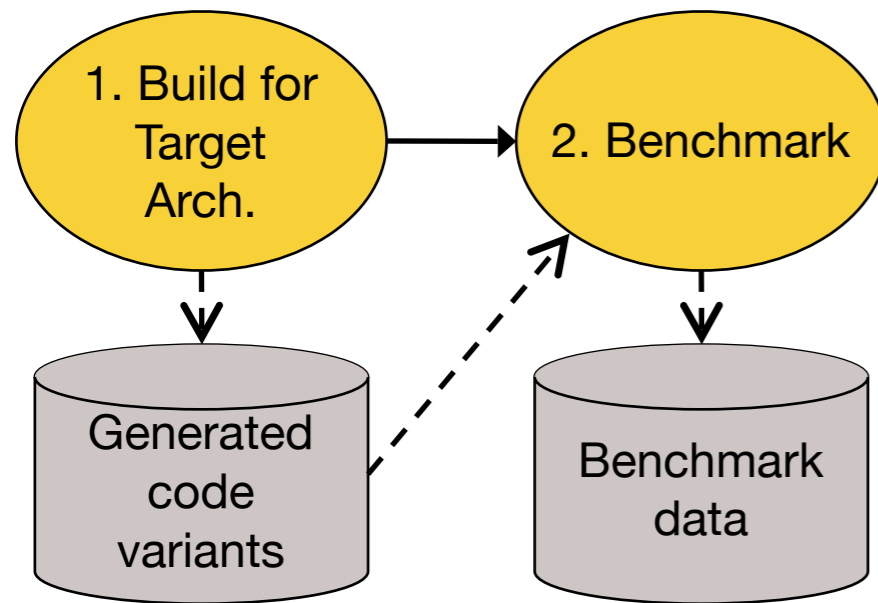 1. Build for
Target
Arch.
2. Benchmark
Generated
code
variants
Benchmark
data